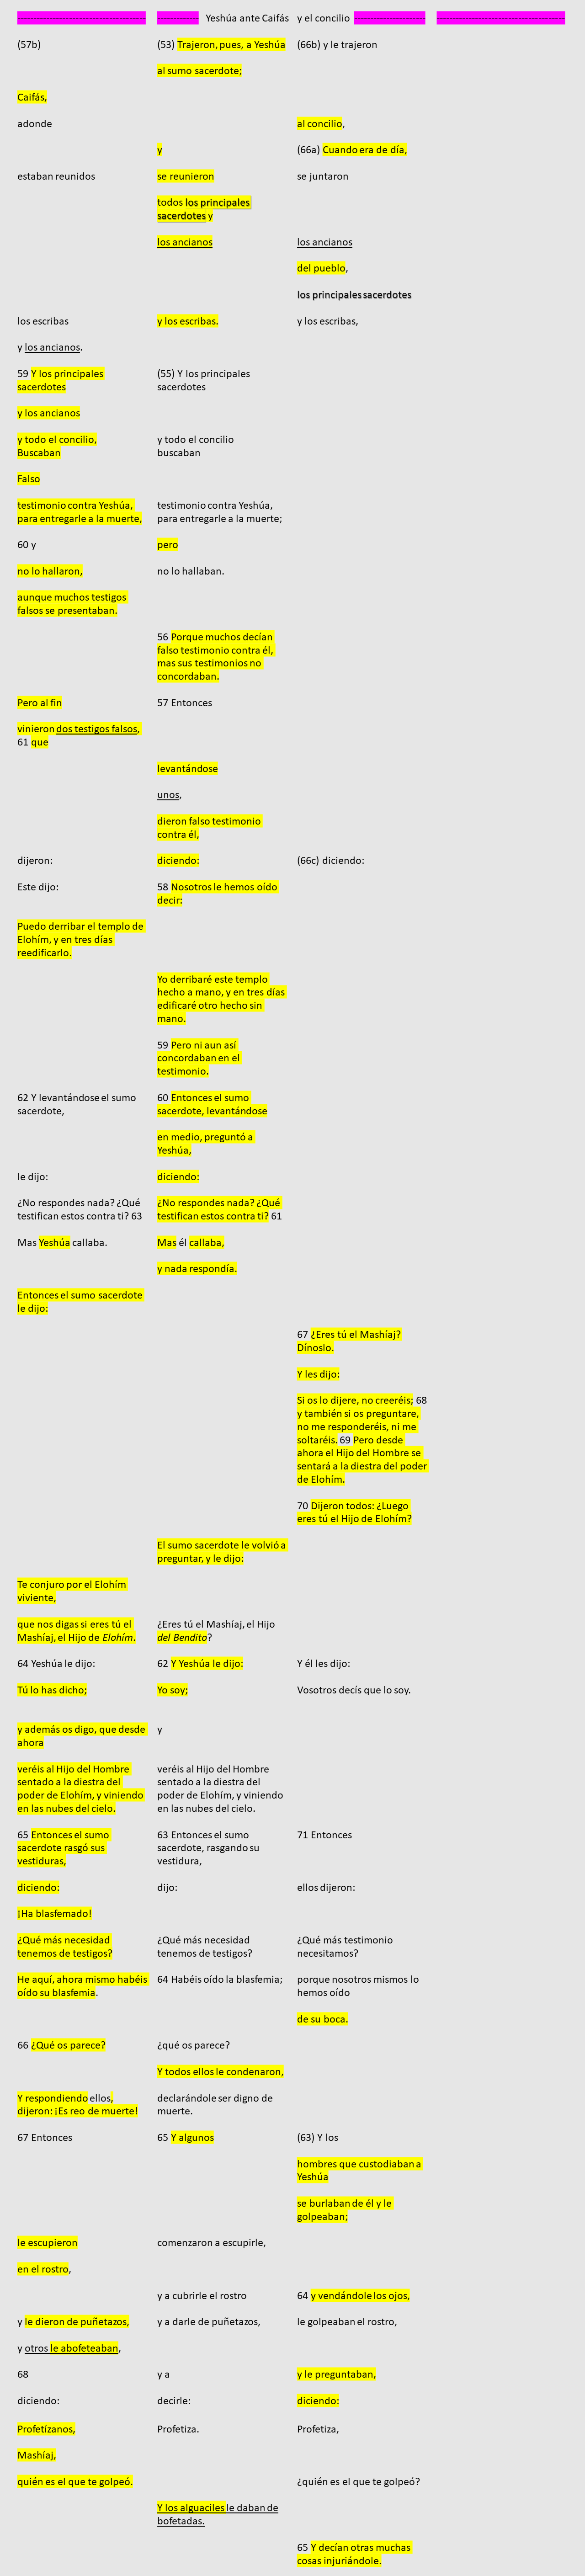 ------------------------------------- ------------ Yeshúa ante Caifás y el concilio -------------------- -------------------------------------
(57b) (53) Trajeron, pues, a Yeshúa (66b) y le trajeron
al sumo sacerdote;
Caifás,
adonde al concilio,
y (66a) Cuando era de día,
estaban reunidos se reunieron se juntaron
todos los principales
sacerdotes y
los ancianos los ancianos
del pueblo,
los principales sacerdotes
los escribas y los escribas. y los escribas,
y los ancianos.
59 Y los principales (55) Y los principales
sacerdotes sacerdotes
y los ancianos
y todo el concilio, y todo el concilio
Buscaban buscaban
Falso
testimonio contra Yeshúa, testimonio contra Yeshúa,
para entregarle a la muerte, para entregarle a la muerte;
60 y pero
no lo hallaron, no lo hallaban.
aunque muchos testigos
falsos se presentaban.
56 Porque muchos decían
falso testimonio contra él,
mas sus testimonios no
concordaban.
Pero al fin 57 Entonces
vinieron dos testigos falsos,
61 que
levantándose
unos,
dieron falso testimonio
contra él,
dijeron: diciendo: (66c) diciendo:
Este dijo: 58 Nosotros le hemos oído
decir:
Puedo derribar el templo de
Elohím, y en tres días
reedificarlo.
Yo derribaré este templo
hecho a mano, y en tres días
edificaré otro hecho sin
mano.
59 Pero ni aun así
concordaban en el
testimonio.
62 Y levantándose el sumo 60 Entonces el sumo
sacerdote, sacerdote, levantándose
en medio, preguntó a
Yeshúa,
le dijo: diciendo:
¿No respondes nada? ¿Qué ¿No respondes nada? ¿Qué
testifican estos contra ti? 63 testifican estos contra ti? 61
Mas Yeshúa callaba. Mas él callaba,
y nada respondía.
Entonces el sumo sacerdote
le dijo:
67 ¿Eres tú el Mashíaj?
Dínoslo.
Y les dijo:
Si os lo dijere, no creeréis; 68
y también si os preguntare,
no me responderéis, ni me
soltaréis. 69 Pero desde
ahora el Hijo del Hombre se
sentará a la diestra del poder
de Elohím.
70 Dijeron todos: ¿Luego
eres tú el Hijo de Elohím?
El sumo sacerdote le volvió a
preguntar, y le dijo:
Te conjuro por el Elohím
viviente,
que nos digas si eres tú el ¿Eres tú el Mashíaj, el Hijo
Mashíaj, el Hijo de Elohím. del Bendito?
64 Yeshúa le dijo: 62 Y Yeshúa le dijo: Y él les dijo:
Tú lo has dicho; Yo soy; Vosotros decís que lo soy.
y además os digo, que desde y
ahora
veréis al Hijo del Hombre veréis al Hijo del Hombre
sentado a la diestra del sentado a la diestra del
poder de Elohím, y viniendo poder de Elohím, y viniendo
en las nubes del cielo. en las nubes del cielo.
65 Entonces el sumo 63 Entonces el sumo 71 Entonces
sacerdote rasgó sus sacerdote, rasgando su
vestiduras, vestidura,
diciendo: dijo: ellos dijeron:
¡Ha blasfemado!
¿Qué más necesidad ¿Qué más necesidad ¿Qué más testimonio
tenemos de testigos? tenemos de testigos? necesitamos?
He aquí, ahora mismo habéis 64 Habéis oído la blasfemia; porque nosotros mismos lo
oído su blasfemia. hemos oído
de su boca.
66 ¿Qué os parece? ¿qué os parece?
Y todos ellos le condenaron,
Y respondiendo ellos, declarándole ser digno de
dijeron: ¡Es reo de muerte! muerte.
67 Entonces 65 Y algunos (63) Y los
hombres que custodiaban a
Yeshúa
se burlaban de él y le
golpeaban;
le escupieron comenzaron a escupirle,
en el rostro,
y a cubrirle el rostro 64 y vendándole los ojos,
y le dieron de puñetazos, y a darle de puñetazos, le golpeaban el rostro,
y otros le abofeteaban,
68 y a y le preguntaban,
diciendo: decirle: diciendo:
Profetízanos, Profetiza. Profetiza,
Mashíaj,
quién es el que te golpeó. ¿quién es el que te golpeó?
Y los alguaciles le daban de
bofetadas.
65 Y decían otras muchas
cosas injuriándole.